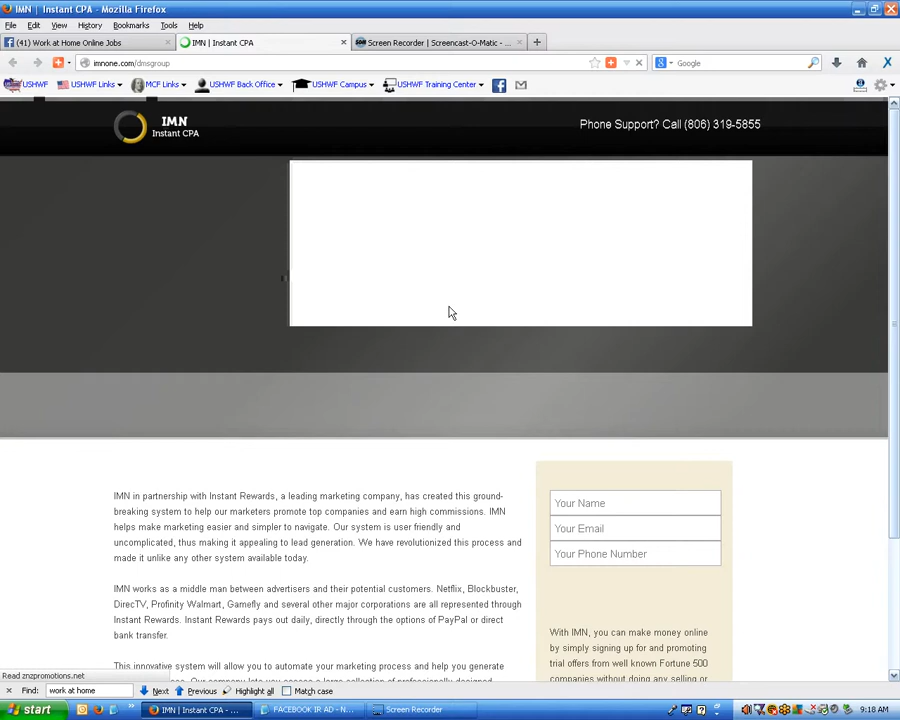 IMN | Instant CPA - Mozilla Firefox
File Edit View History Bookmarks Tools Help
(41) Work at Home Online Jobs × IMN | Instant CPA × Screen Recorder | Screencast-O-Matic - ... × +
imnone.com/dmsgroup Google
USHWF USHWF Links MCF Links USHWF Back Office USHWF Campus USHWF Training Center
IMN
Instant CPA
Phone Support? Call (806) 319-5855
IMN in partnership with Instant Rewards, a leading marketing company, has created this ground-
breaking system to help our marketers promote top companies and earn high commissions. IMN
helps make marketing easier and simpler to navigate. Our system is user friendly and
uncomplicated, thus making it appealing to lead generation. We have revolutionized this process and
made it unlike any other system available today.
IMN works as a middle man between advertisers and their potential customers. Netflix, Blockbuster,
DirecTV, Profinity Walmart, Gamefly and several other major corporations are all represented through
Instant Rewards. Instant Rewards pays out daily, directly through the options of PayPal or direct
bank transfer.
This innovative system will allow you to automate your marketing process and help you generate
Your Name
Your Email
Your Phone Number
With IMN, you can make money online
by simply signing up for and promoting
trial offers from well known Fortune 500
companies without doing any selling or
Read znzpromotions.net
× Find: work at home Next Previous Highlight all Match case
start IMN | Instant CPA - ... FACEBOOK IR AD - N... Screen Recorder 9:18 AM